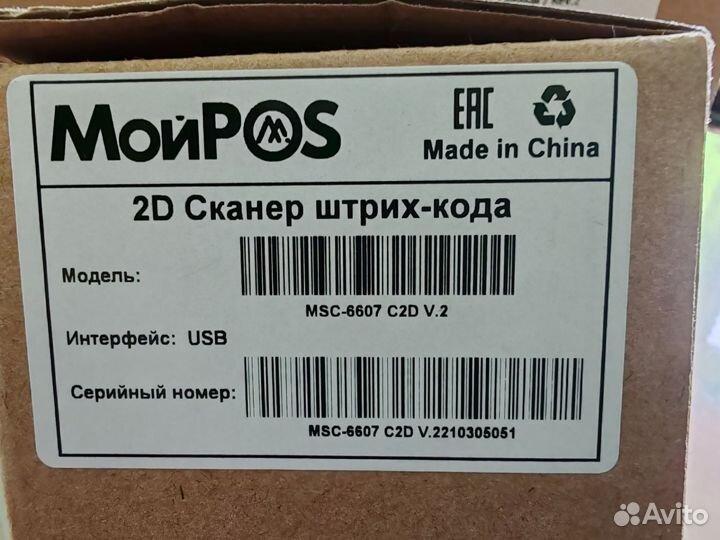 МойPOS
EAC
Made in China
2D Сканер штрих-кода
Модель:
MSC-6607 C2D V.2
Интерфейс: USB
Серийный номер:
MSC-6607 C2D V.2210305051
Avito